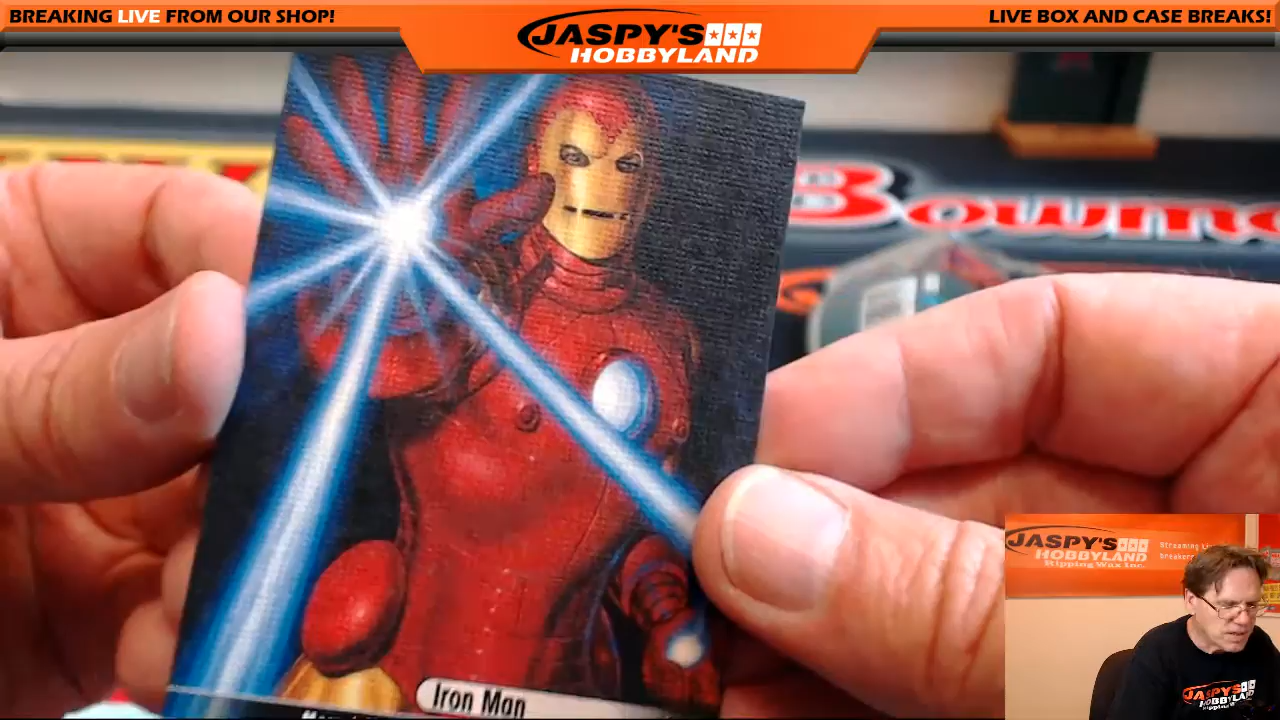 BREAKING LIVE FROM OUR SHOP!
JASPY'S
HOBBYLAND
LIVE BOX AND CASE BREAKS!
Iron Man
JASPY'S
HOBBYLAND
Ripping Wax Inc.
Streaming
JASPY'S
HOBBYLAND